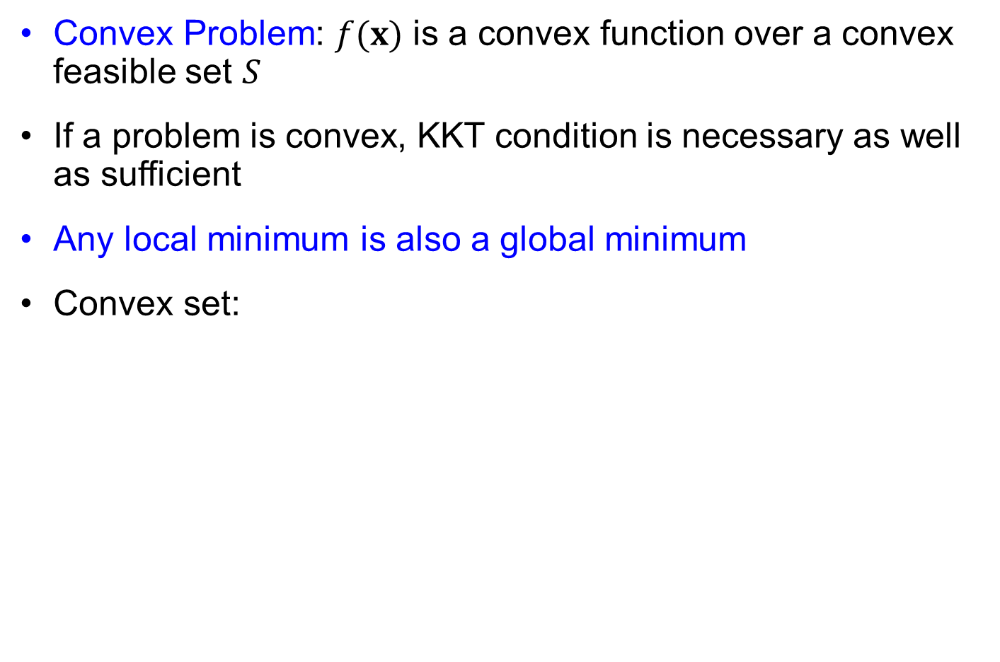 • Convex Problem: f(x) is a convex function over a convex
feasible set S
• If a problem is convex, KKT condition is necessary as well
as sufficient
• Any local minimum is also a global minimum
• Convex set: